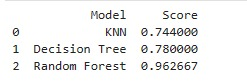 Model Score
0 KNN 0.744000
1 Decision Tree 0.780000
2 Random Forest 0.962667